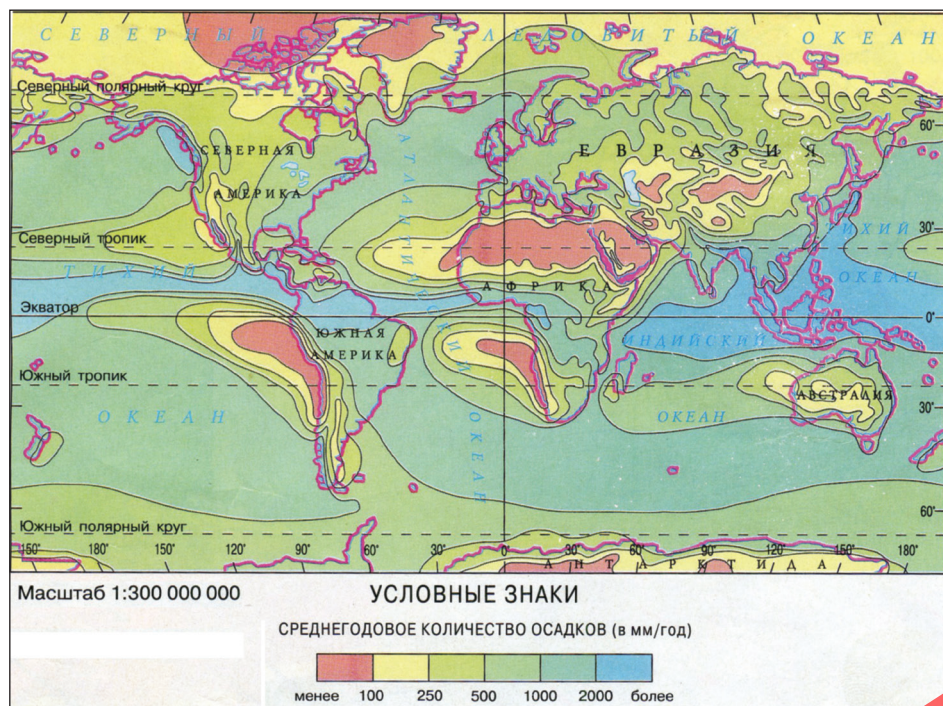 СЕВЕРНЫЙ ЛЕДОВИТЫЙ ОКЕАН
Северный полярный круг
60°
СЕВЕРНАЯ
АМЕРИКА
ЕВРАЗИЯ
АТЛАНТИЧЕСКИЙ
ОКЕАН
Северный тропик
30°
ТИХИЙ
ОКЕАН
ТИХИЙ
АФРИКА
Экватор
0°
ЮЖНАЯ
АМЕРИКА
ИНДИЙСКИЙ
Южный тропик
АВСТРАЛИЯ
30°
ОКЕАН
ОКЕАН
60°
Южный полярный круг
150° 180° 150° 120° 90° 60° 30° 0° 30° 60° 90° 120° 150° 180°
АНТАРКТИДА
Масштаб 1:300 000 000
УСЛОВНЫЕ ЗНАКИ
СРЕДНЕГОДОВОЕ КОЛИЧЕСТВО ОСАДКОВ (в мм/год)
менее 100 250 500 1000 2000 более